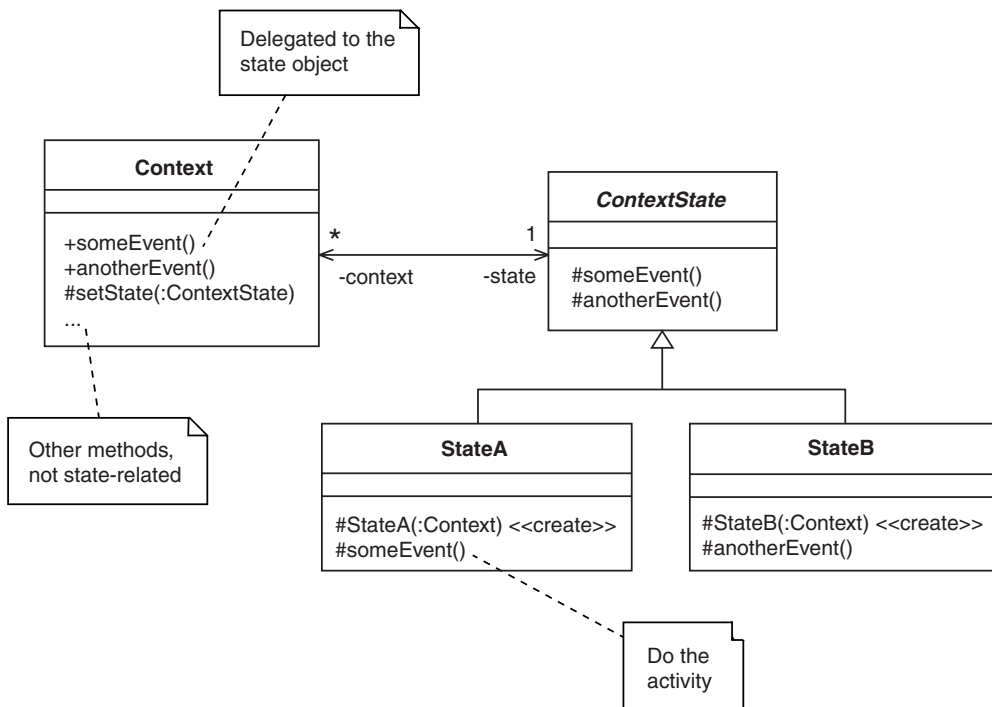 Delegated to the
state object
Context
+someEvent()
+anotherEvent()
#setState(:ContextState)
...
*
-context
1
-state
ContextState
#someEvent()
#anotherEvent()
Other methods,
not state-related
StateA
#StateA(:Context) <<create>>
#someEvent()
StateB
#StateB(:Context) <<create>>
#anotherEvent()
Do the
activity